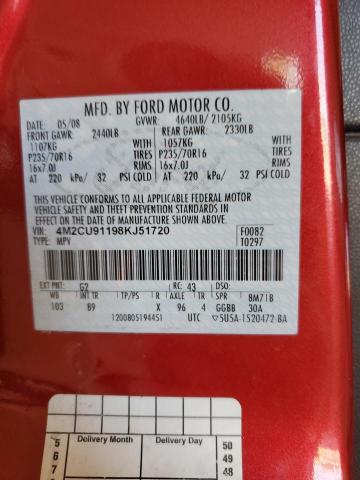 MFD. BY FORD MOTOR CO.
DATE 05/08 GVWR: 4640LB/ 2105KG
FRONT GAWR: 2440LB REAR GAWR: 2330LB
1107KG WITH 1057KG WITH
P235/70R16 TIRES P235/70R16 TIRES
16x7.0J RIMS 16x7.0J RIMS
AT 220 kPa/ 32 PSI COLD AT 220 kPa/ 32 PSI COLD
THIS VEHICLE CONFORMS TO ALL APPLICABLE FEDERAL MOTOR
VEHICLE SAFETY AND THEFT PREVENTION STANDARDS IN
EFFECT ON THE DATE OF MANUFACTURE SHOWN ABOVE.
VIN: 4M2CU91198KJ51720 F0082
TYPE: MPV T0297
EXT PNT: G2 RC: 43 DSO:
WB INT TR TP/PS R AXLE TR SPR 8M71B
103 89 X 96 4 GGBB 30A
1200805194451 UTC 5U5A-1520472-BA
5 Delivery Month Delivery Year 50
6 49
7 48